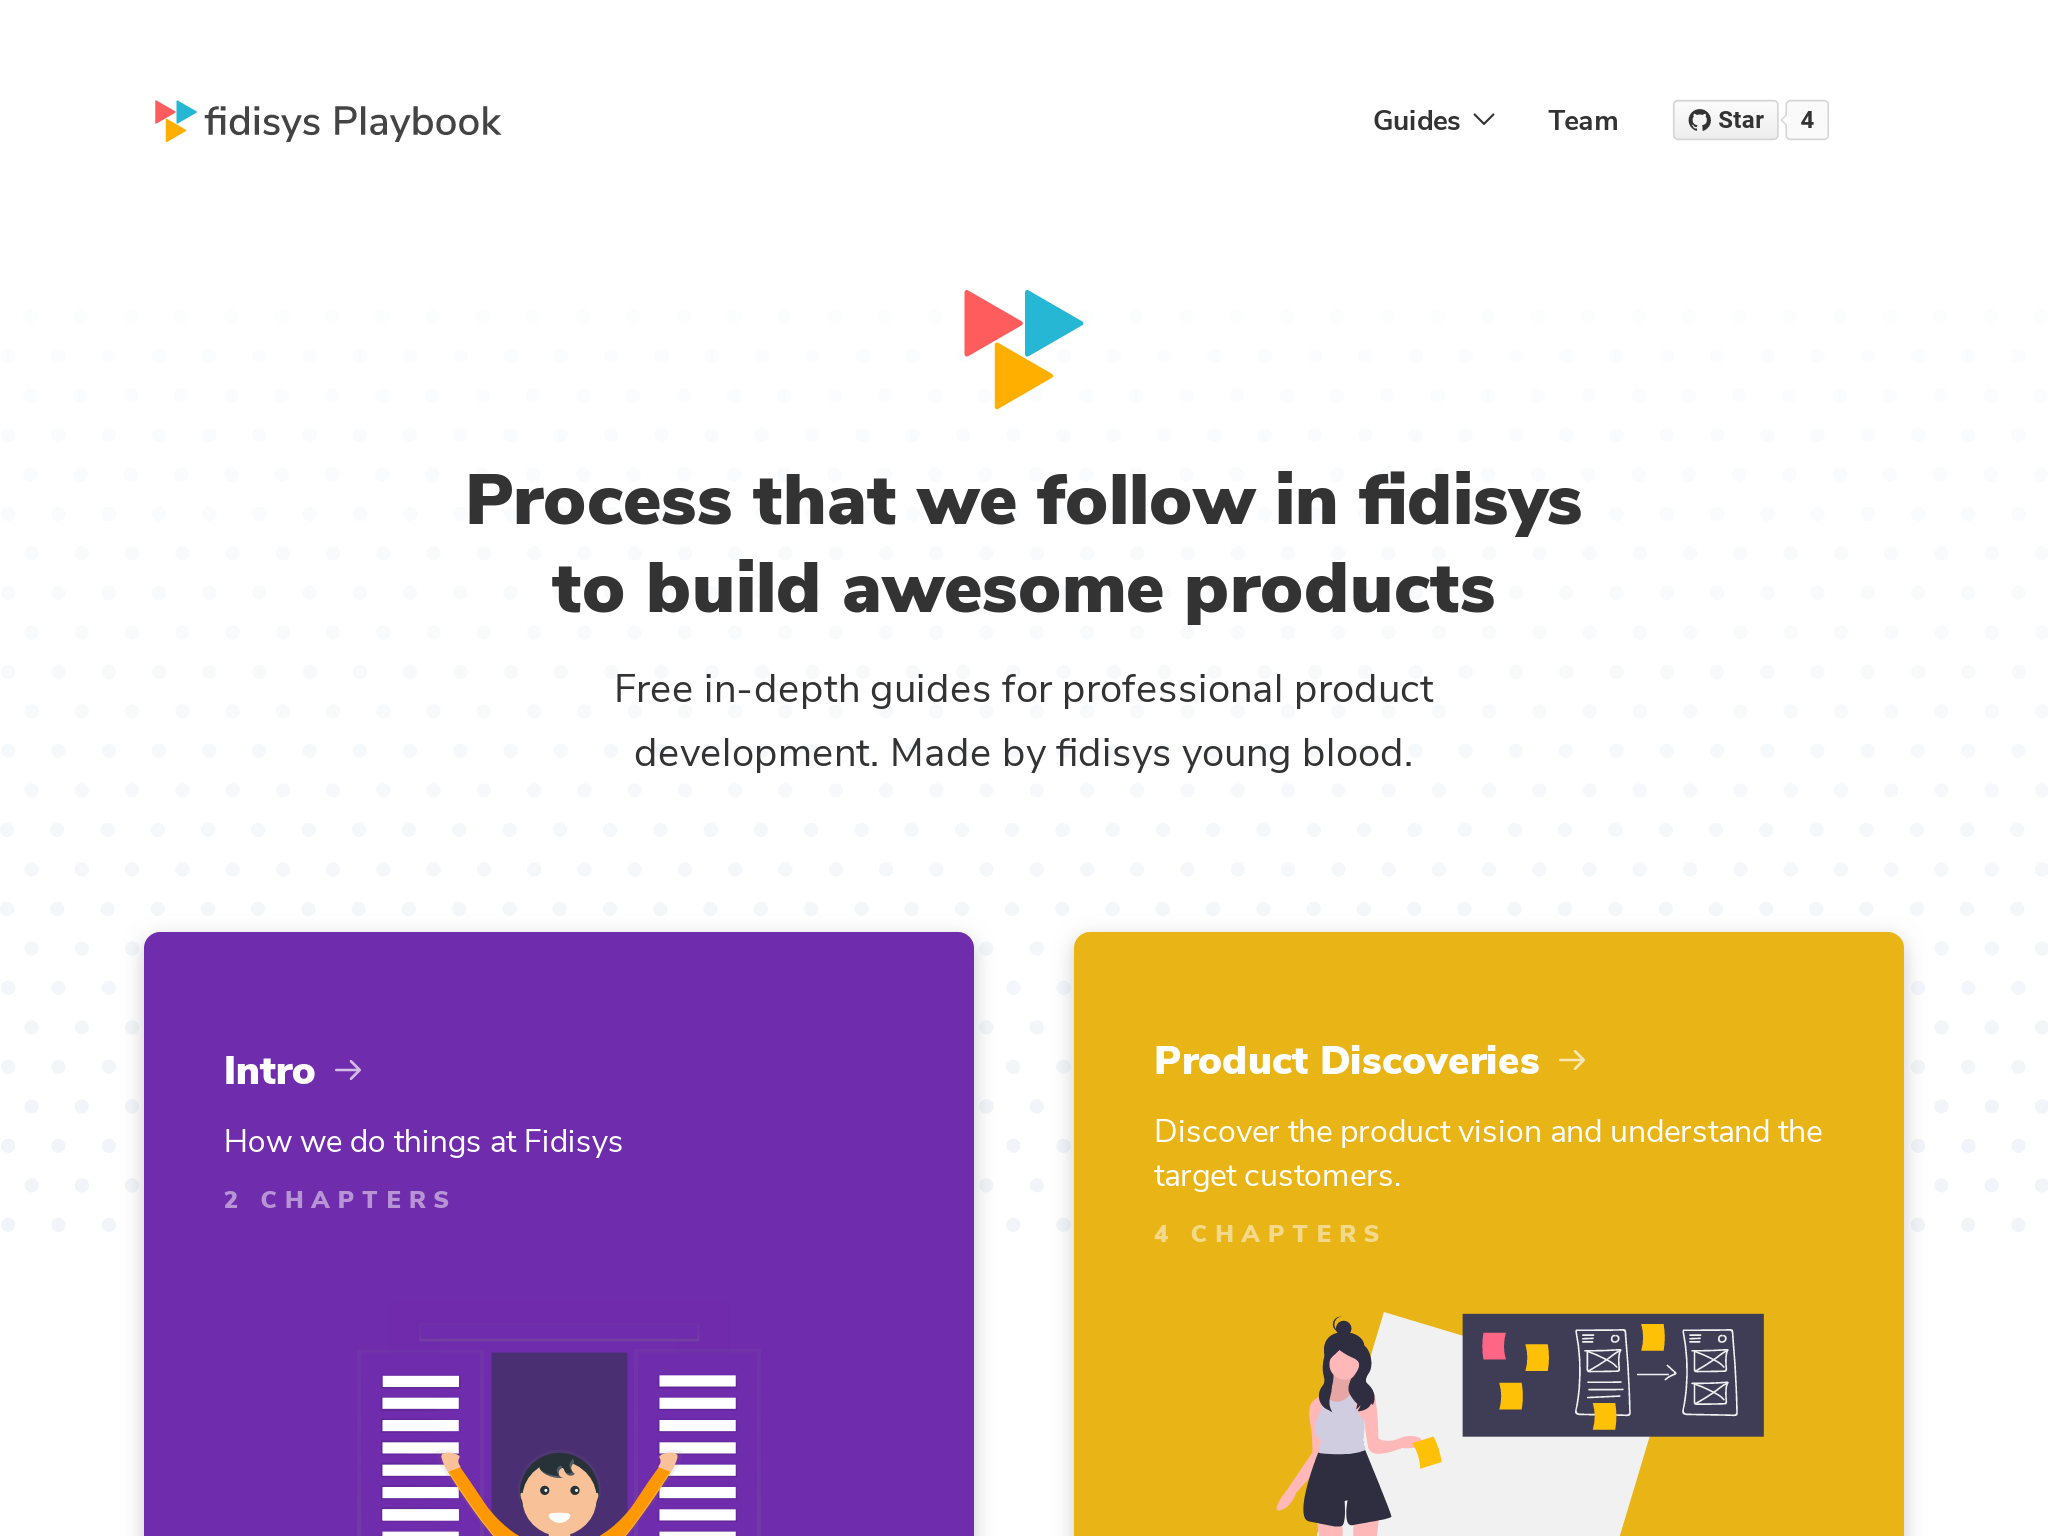 fidisys Playbook
Guides
Team
Star
4
Process that we follow in fidisys
to build awesome products
Free in-depth guides for professional product
development. Made by fidisys young blood.
Intro →
How we do things at Fidisys
2 CHAPTERS
Product Discoveries →
Discover the product vision and understand the
target customers.
4 CHAPTERS